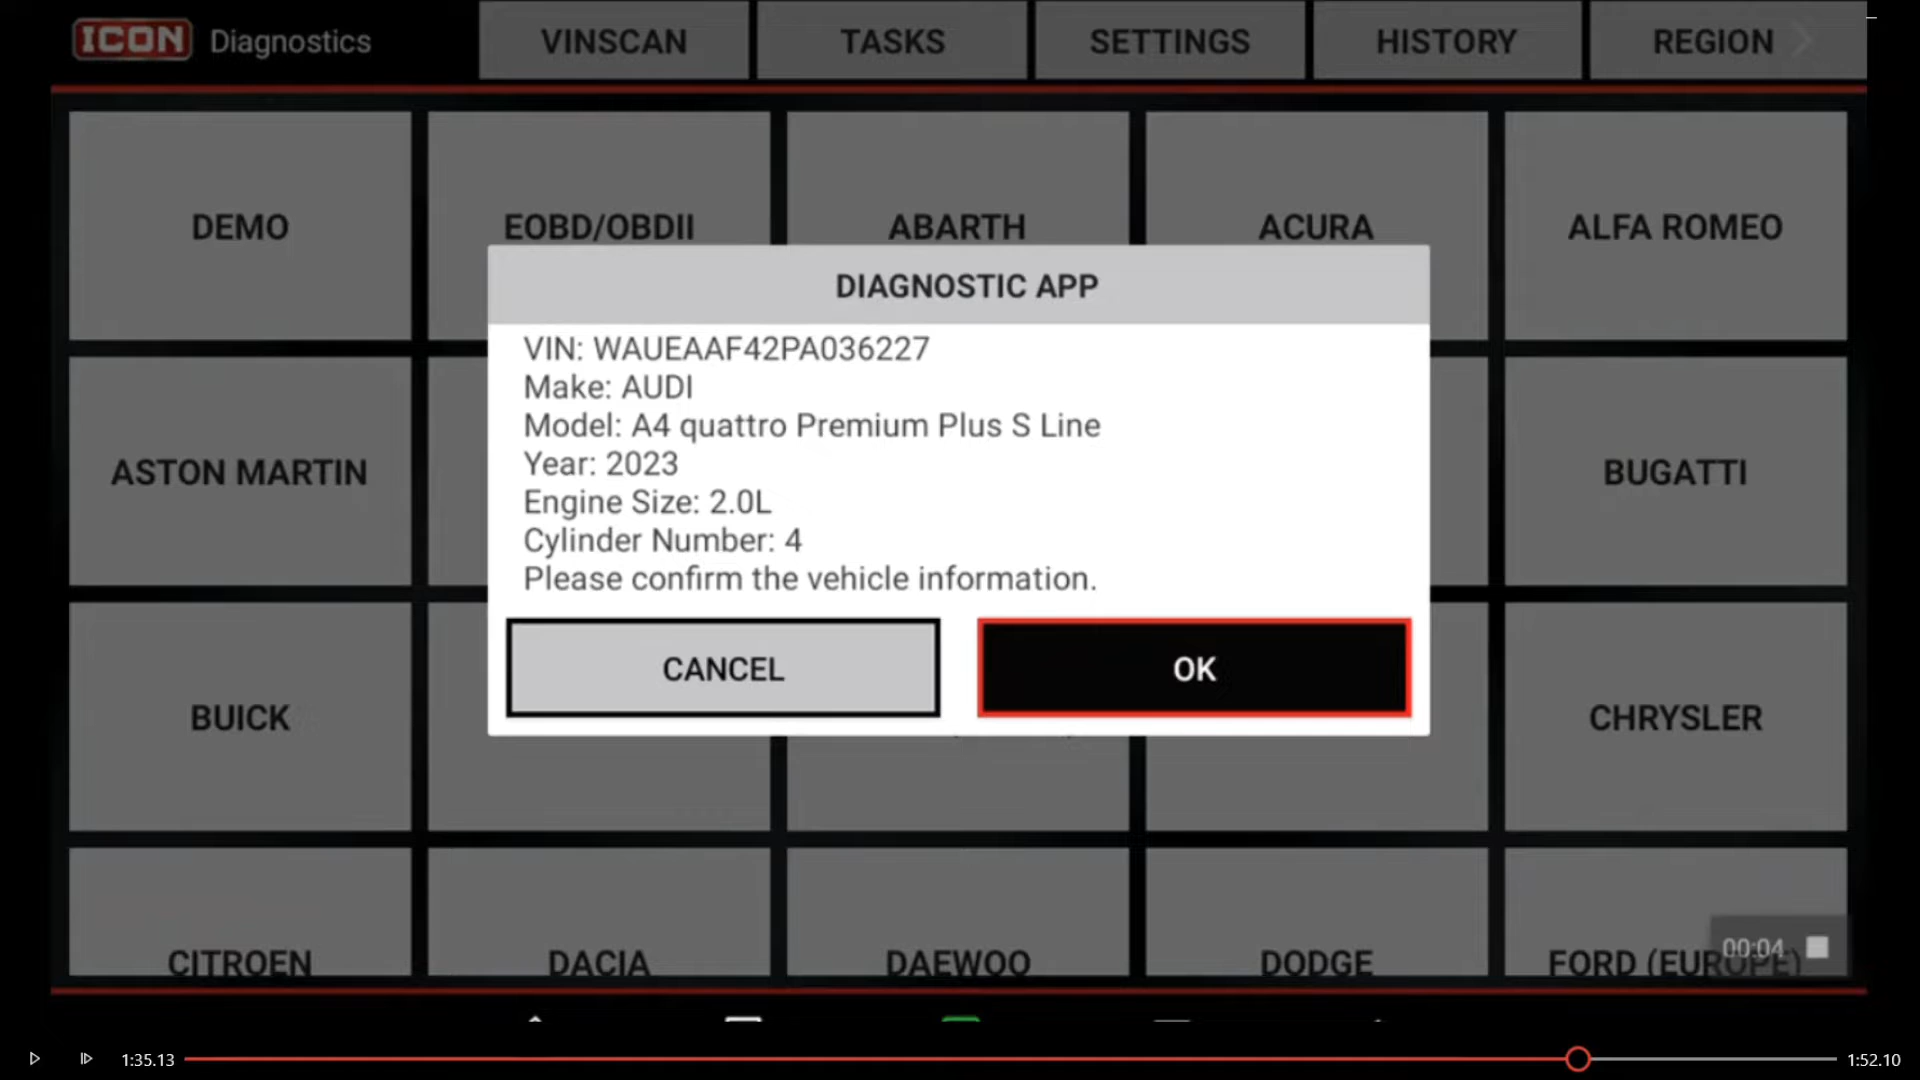 ICON Diagnostics VINSCAN TASKS SETTINGS HISTORY REGION
DEMO EOBD/OBDII ABARTH ACURA ALFA ROMEO
DIAGNOSTIC APP
VIN: WAUEAAF42PA036227
Make: AUDI
Model: A4 quattro Premium Plus S Line
Year: 2023
Engine Size: 2.0L
Cylinder Number: 4
Please confirm the vehicle information.
CANCEL OK
ASTON MARTIN BUGATTI
BUICK CHRYSLER
CITROEN DACIA DAEWOO DODGE FORD (EUROPE)
00:04
1:35.13 1:52.10